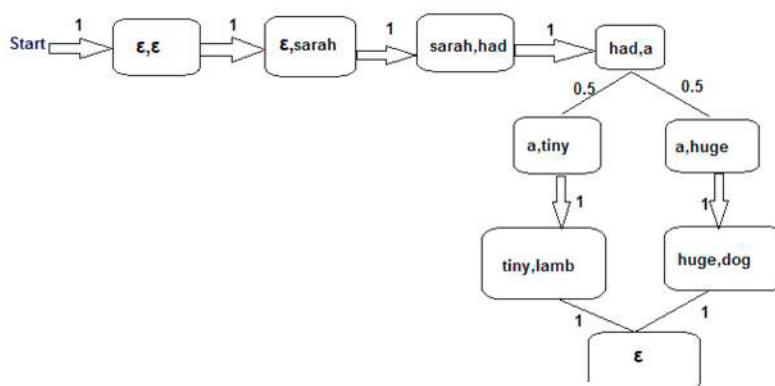 1 1 1 1
Start ε,ε ε,sarah sarah,had had,a
0.5 0.5
a,tiny a,huge
1 1
tiny,lamb huge,dog
1 1
ε